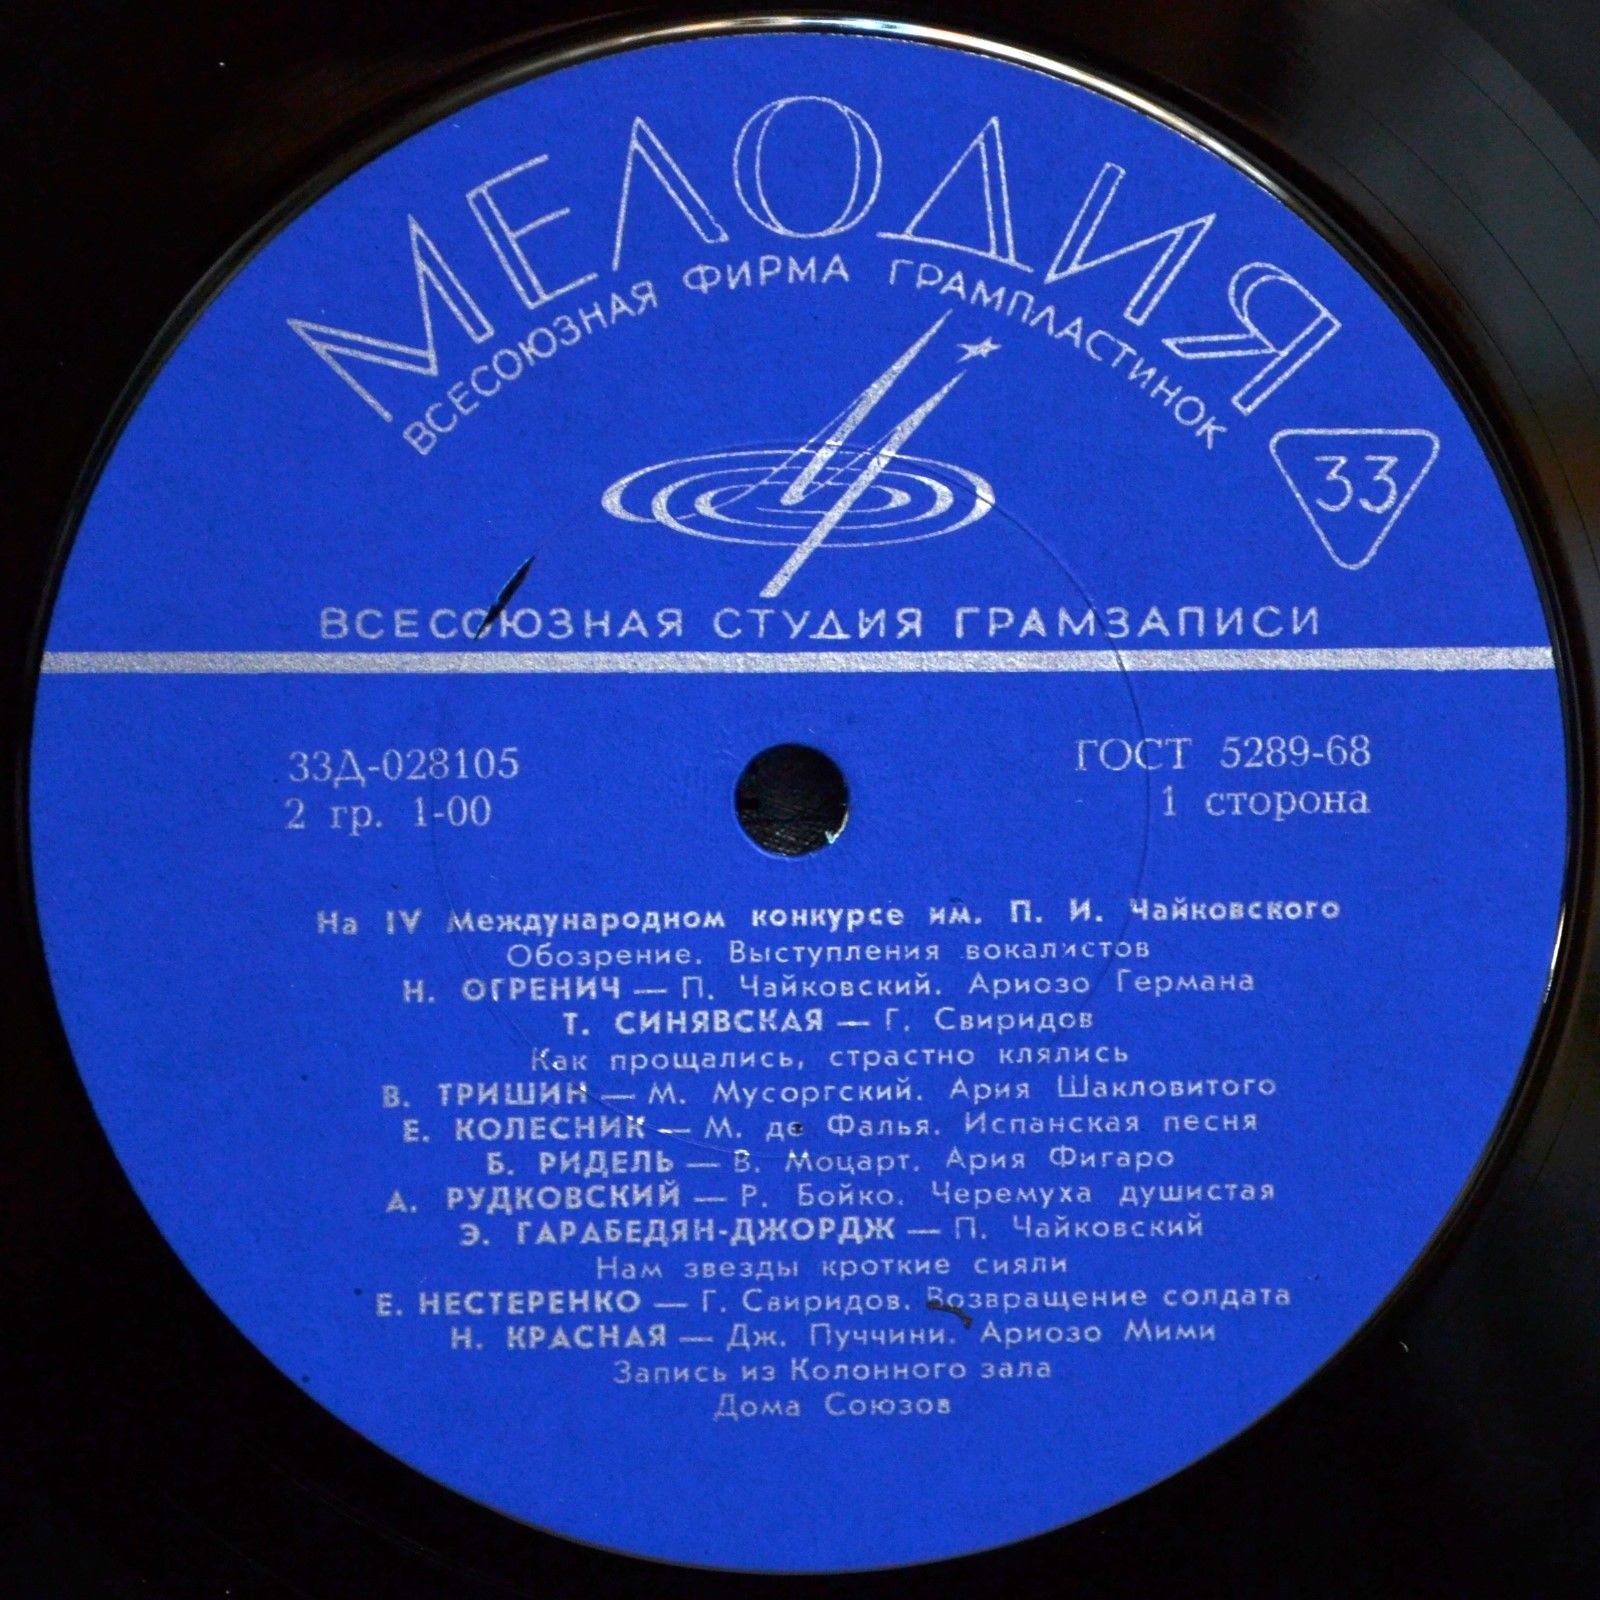 МЕЛОДИЯ
ВСЕСОЮЗНАЯ ФИРМА ГРАМПЛАСТИНОК
33
ВСЕСОЮЗНАЯ СТУДИЯ ГРАМЗАПИСИ
33Д-028105
ГОСТ 5289-68
2 гр. 1-00
1 сторона
На IV Международном конкурсе им. П. И. Чайковского
Обозрение. Выступления вокалистов
Н. ОГРЕНИЧ — П. Чайковский. Ариозо Германа
Т. СИНЯВСКАЯ — Г. Свиридов
Как прощались, страстно клялись
В. ТРИШИН — М. Мусоргский. Ария Шакловитого
Е. КОЛЕСНИК — М. де Фалья. Испанская песня
Б. РИДЕЛЬ — В. Моцарт. Ария Фигаро
А. РУДКОВСКИЙ — Р. Бойко. Черемуха душистая
Э. ГАРАБЕДЯН-ДЖОРДЖ — П. Чайковский
Нам звезды кроткие сияли
Е. НЕСТЕРЕНКО — Г. Свиридов. Возвращение солдата
Н. КРАСНАЯ — Дж. Пуччини. Ариозо Мими
Запись из Колонного зала
Дома Союзов